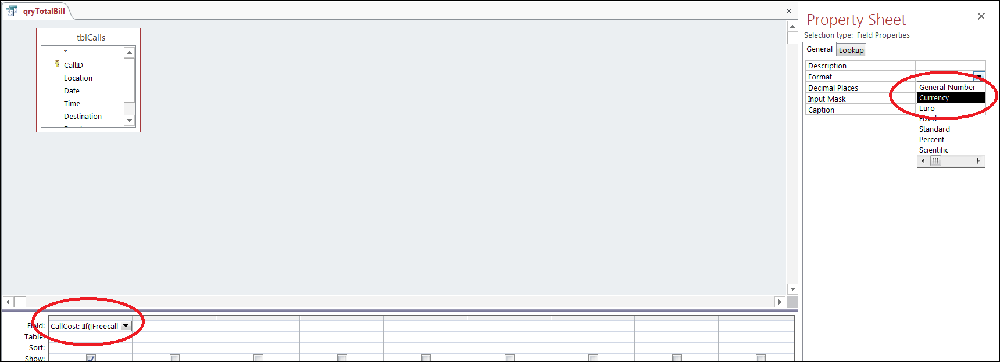 qryTotalBill
tblCalls
*
CallID
Location
Date
Time
Destination
Property Sheet
Selection type: Field Properties
General Lookup
Description
Format
Decimal Places
Input Mask
Caption
General Number
Currency
Euro
Fixed
Standard
Percent
Scientific
Field: CallCost: IIf([Freecall]
Table:
Sort:
Show: